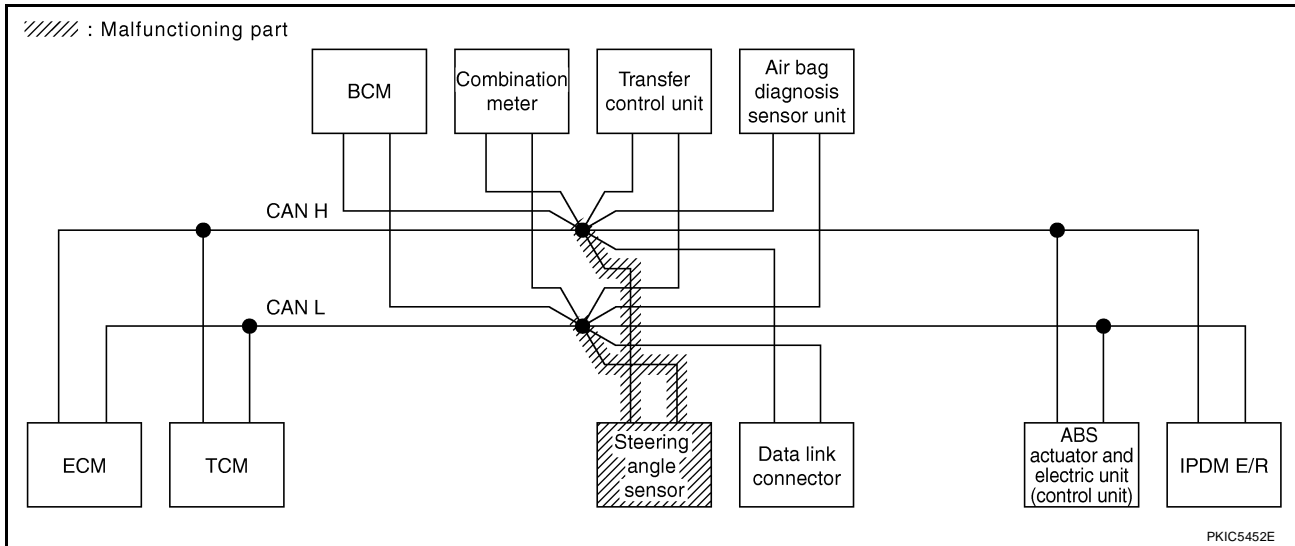 : Malfunctioning part
BCM
Combination
meter
Transfer
control unit
Air bag
diagnosis
sensor unit
CAN H
CAN L
ECM
TCM
Steering
angle
sensor
Data link
connector
ABS
actuator and
electric unit
(control unit)
IPDM E/R
PKIC5452E